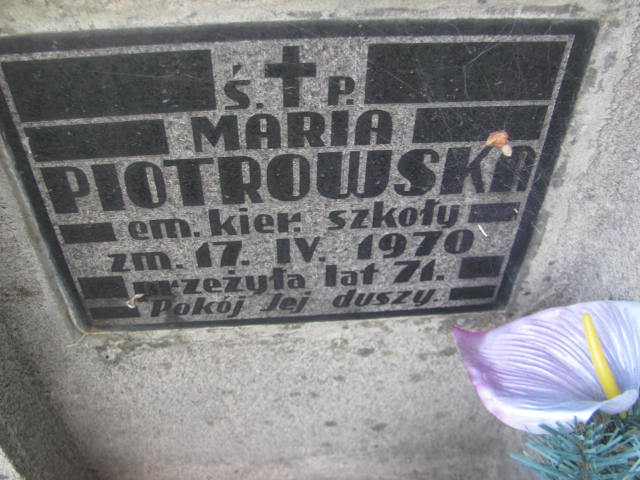 Ś. P.
MARIA
PIOTROWSKA
em. kier. szkoły
zm. 17. IV. 1970
przeżyła lat 71.
Pokój Jej duszy.